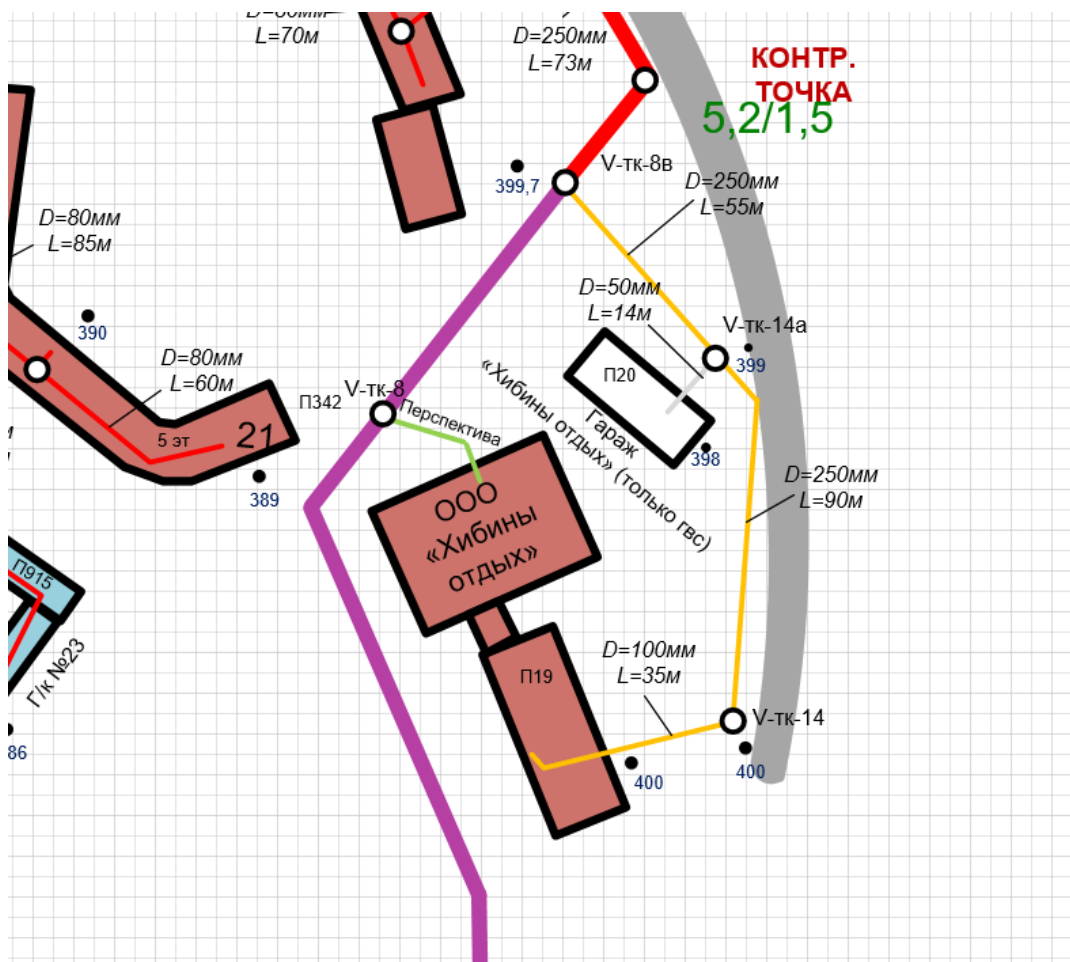 D=80мм
L=70м
D=250мм
L=73м
КОНТР.
ТОЧКА
5,2/1,5
V-тк-8в
399,7
D=250мм
L=55м
D=80мм
L=85м
D=50мм
L=14м
390
V-тк-14а
399
D=80мм
L=60м
П20
V-тк-8
П342
Перспектива
21
5 эт
Гараж
«Хибины
отдых» (только гвс)
398
389
D=250мм
L=90м
ООО
«Хибины
отдых»
П915
Г/к №23
D=100мм
L=35м
П19
V-тк-14
86
400
400